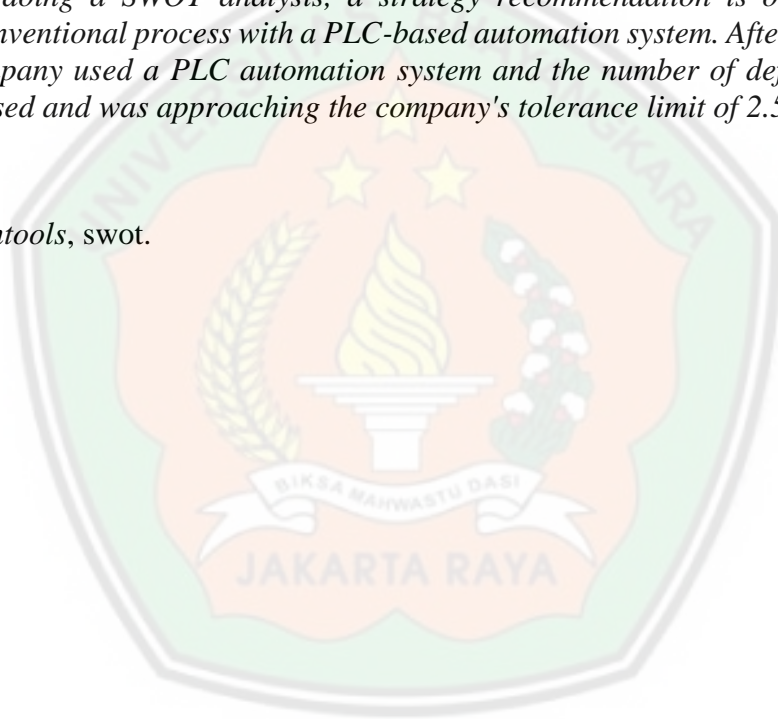 doing a SWOT analysis, a strategy recommendation is o
nventional process with a PLC-based automation system. After
pany used a PLC automation system and the number of def
sed and was approaching the company's tolerance limit of 2.5
ntools, swot.
BIKSA MAHWASTU DASI
JAKARTA RAYA